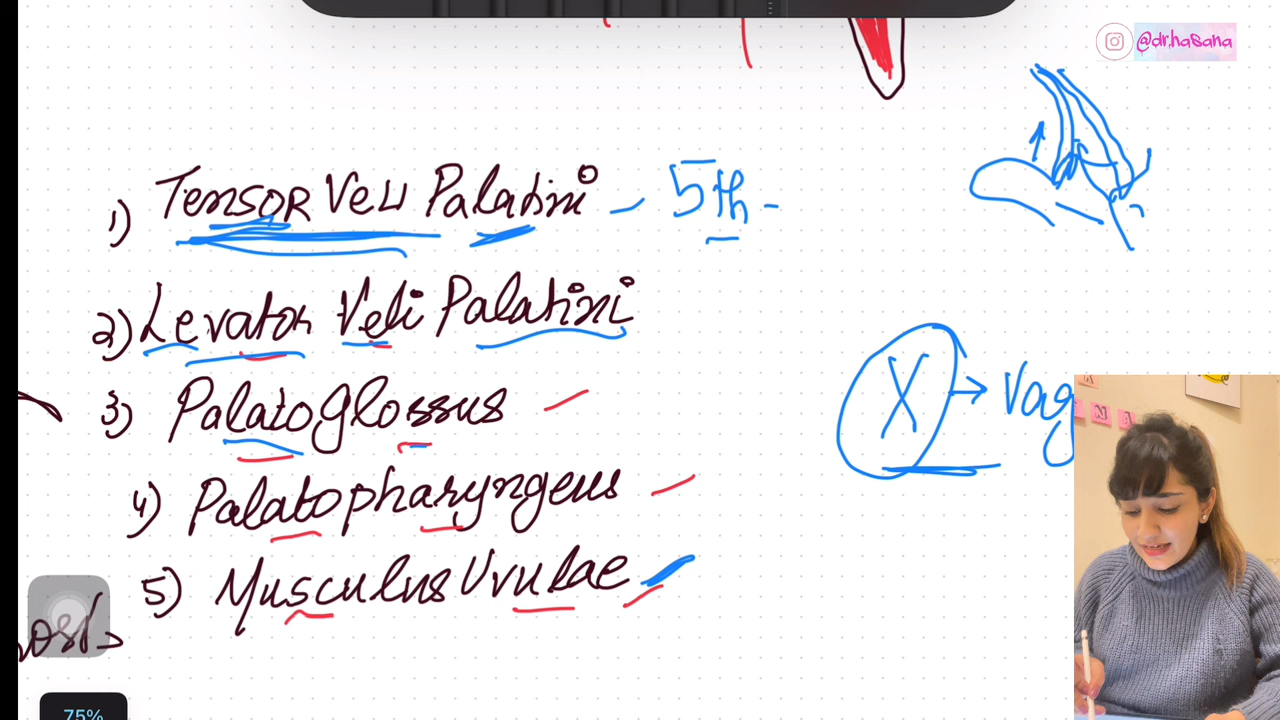 @dr.hasana
1) Tensor Veli Palatini - 5th -
2) Levator Veli Palatini
X → Vag
3) PalatoGlossus
4) Palatopharyngeus
5) Musculus Uvulae
75%